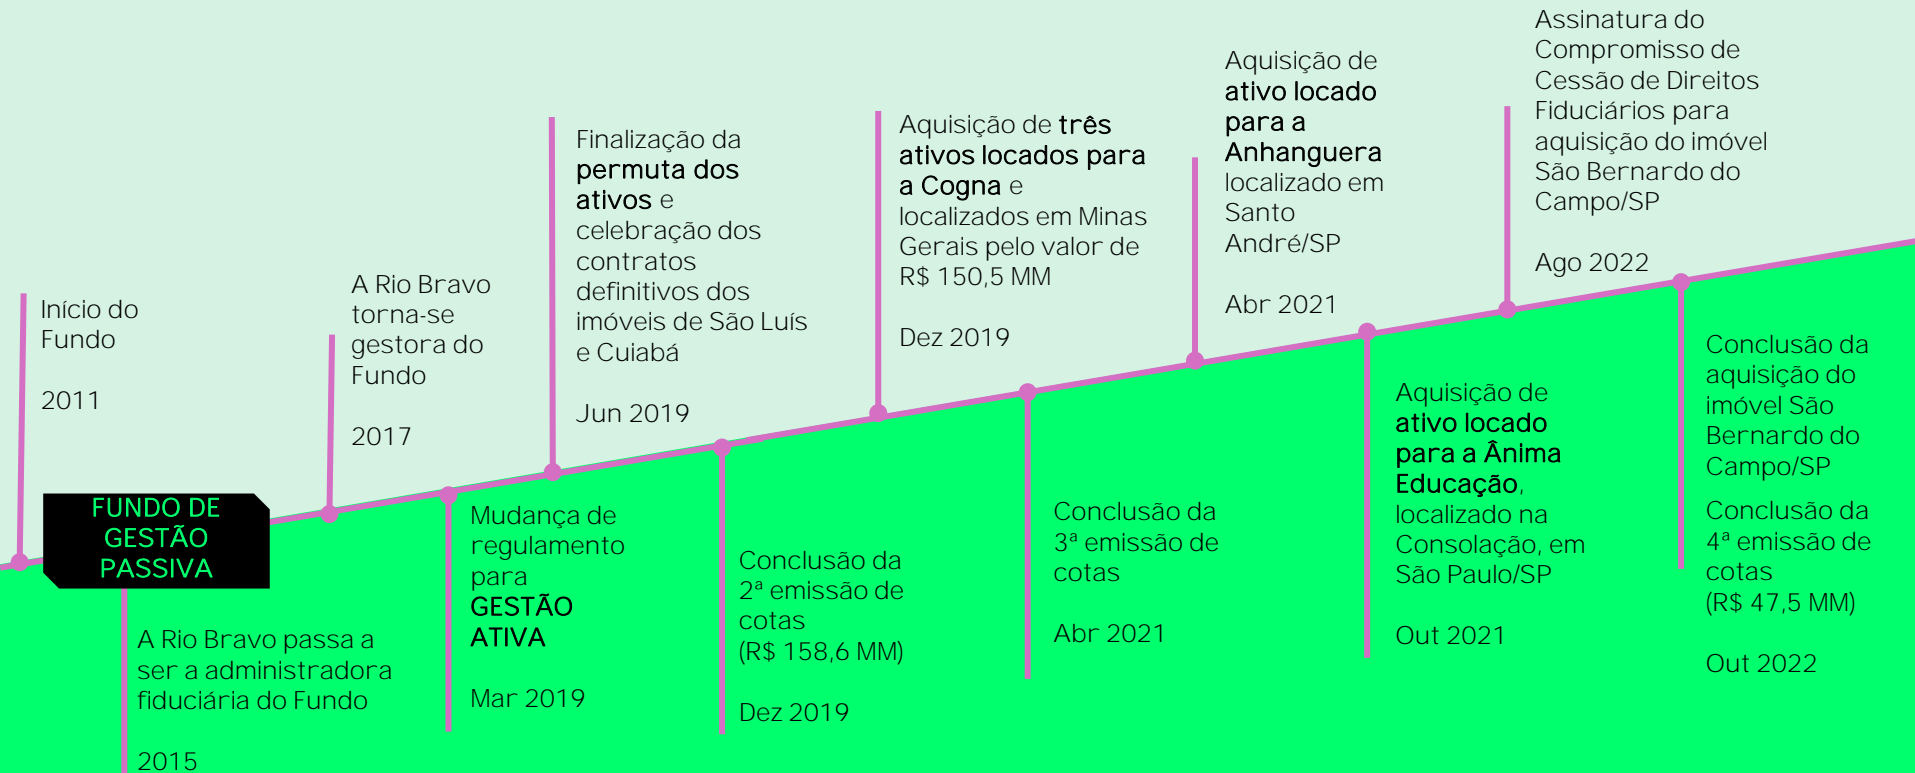 Início do
Fundo
2011
FUNDO DE
GESTÃO
PASSIVA
A Rio Bravo passa a
ser a administradora
fiduciária do Fundo
2015
A Rio Bravo
torna-se
gestora do
Fundo
2017
Mudança de
regulamento
para
GESTÃO
ATIVA
Mar 2019
Finalização da
permuta dos
ativos e
celebração dos
contratos
definitivos dos
imóveis de São Luís
e Cuiabá
Jun 2019
Conclusão da
2ª emissão de
cotas
(R$ 158,6 MM)
Dez 2019
Aquisição de três
ativos locados para
a Cogna e
localizados em Minas
Gerais pelo valor de
R$ 150,5 MM
Dez 2019
Conclusão da
3ª emissão de
cotas
Abr 2021
Aquisição de
ativo locado
para a
Anhanguera
localizado em
Santo
André/SP
Abr 2021
Aquisição de
ativo locado
para a Ânima
Educação,
localizado na
Consolação, em
São Paulo/SP
Out 2021
Assinatura do
Compromisso de
Cessão de Direitos
Fiduciários para
aquisição do imóvel
São Bernardo do
Campo/SP
Ago 2022
Conclusão da
aquisição do
imóvel São
Bernardo do
Campo/SP
Conclusão da
4ª emissão de
cotas
(R$ 47,5 MM)
Out 2022